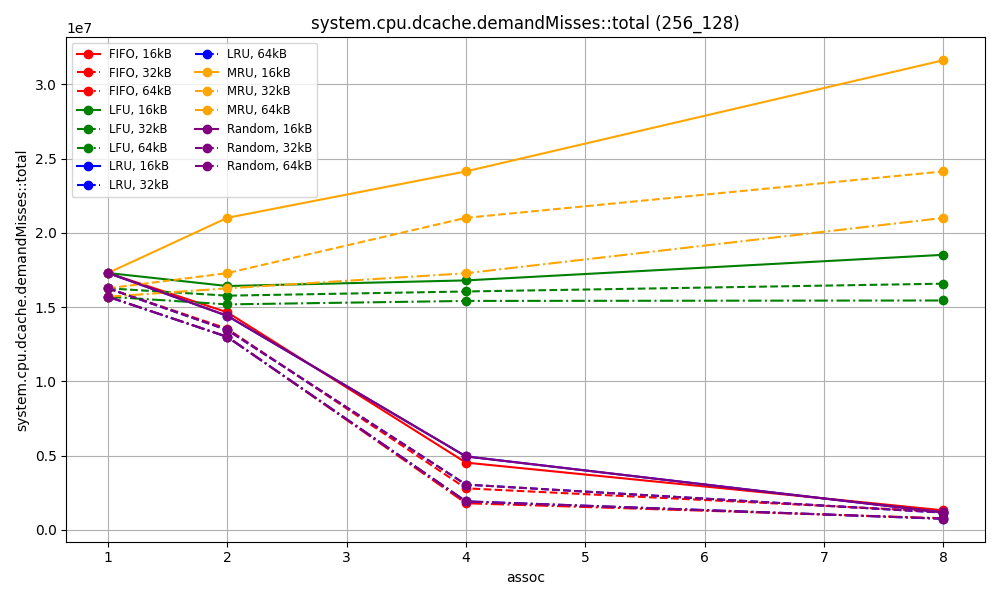 system.cpu.dcache.demandMisses::total (256_128)
1e7
FIFO, 16kB
FIFO, 32kB
FIFO, 64kB
LFU, 16kB
LFU, 32kB
LFU, 64kB
LRU, 16kB
LRU, 32kB
LRU, 64kB
MRU, 16kB
MRU, 32kB
MRU, 64kB
Random, 16kB
Random, 32kB
Random, 64kB
system.cpu.dcache.demandMisses::total
3.0
2.5
2.0
1.5
1.0
0.5
0.0
1 2 3 4 5 6 7 8
assoc